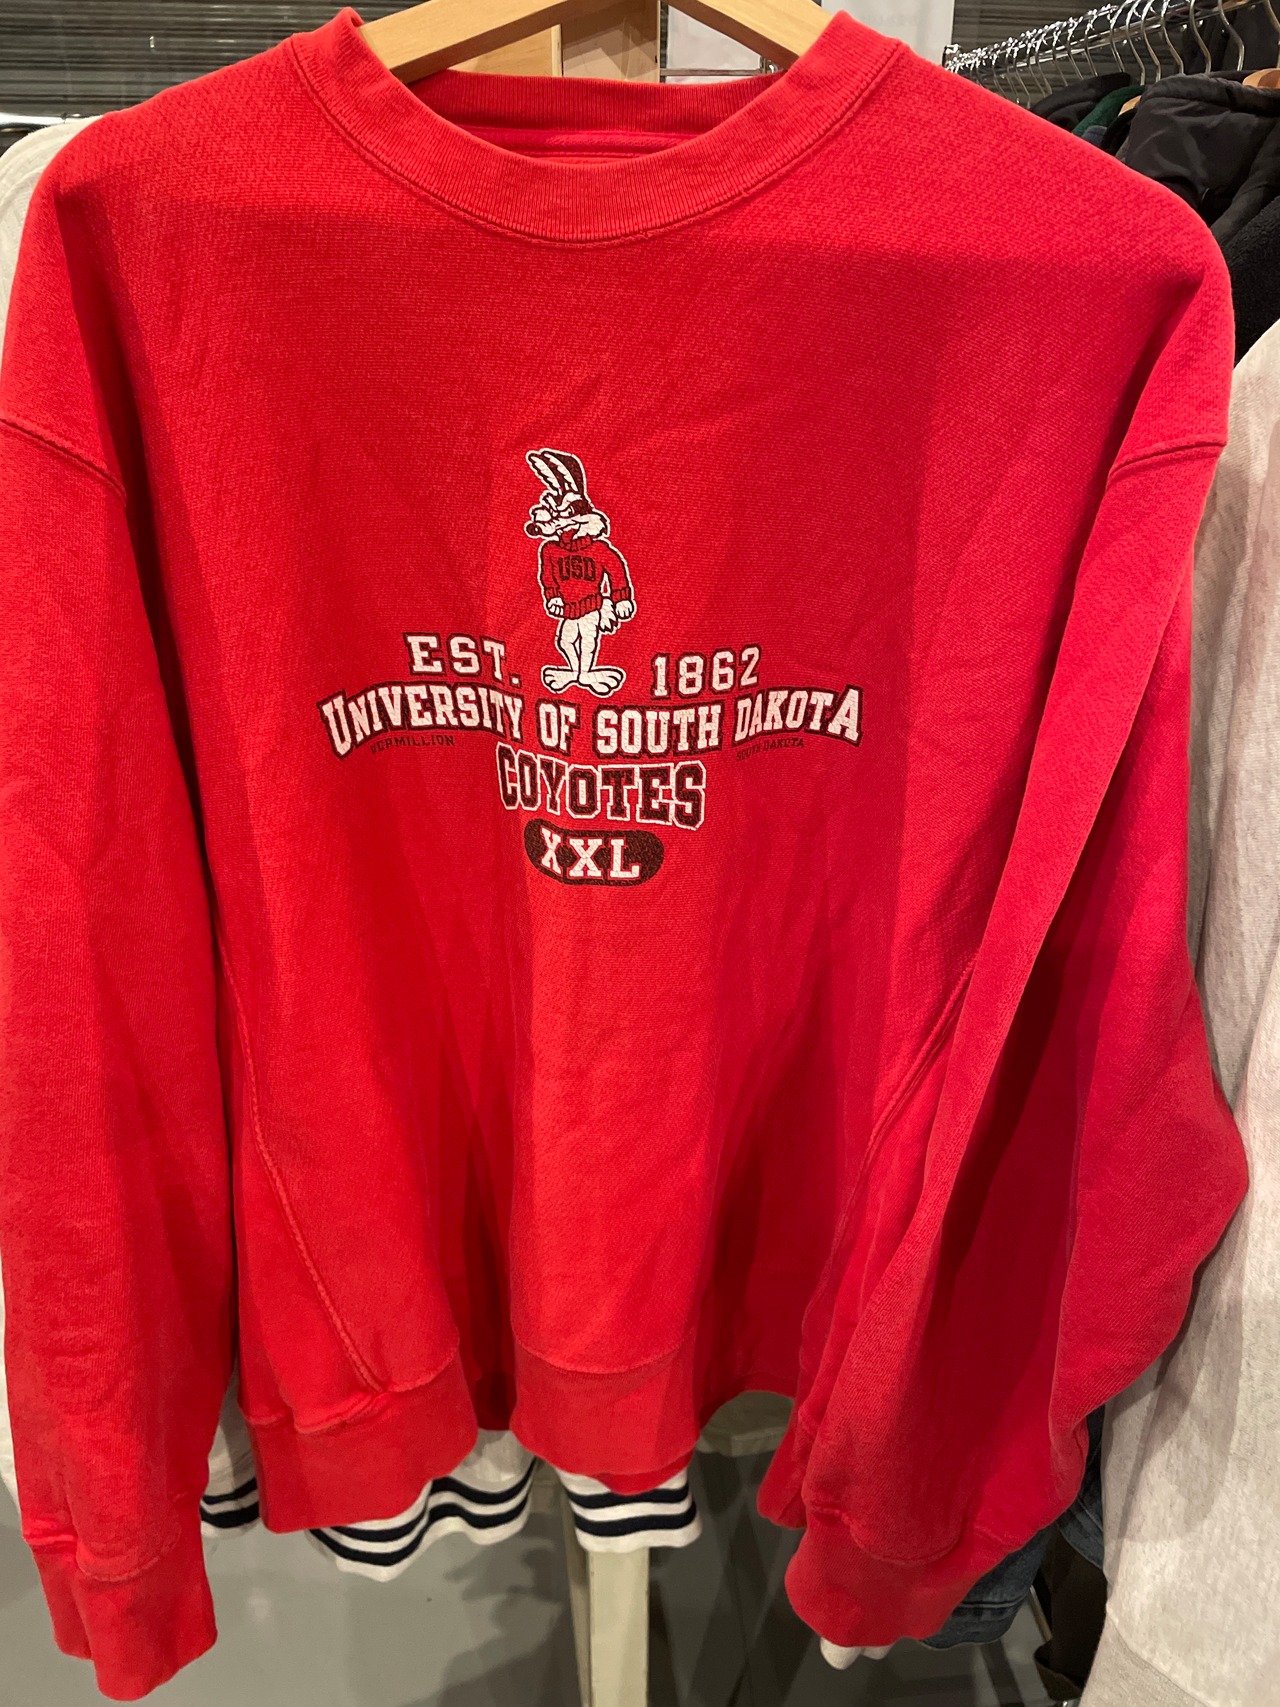 USD
EST. 1862
UNIVERSITY OF SOUTH DAKOTA
VERMILLION SOUTH DAKOTA
COYOTES
XXL